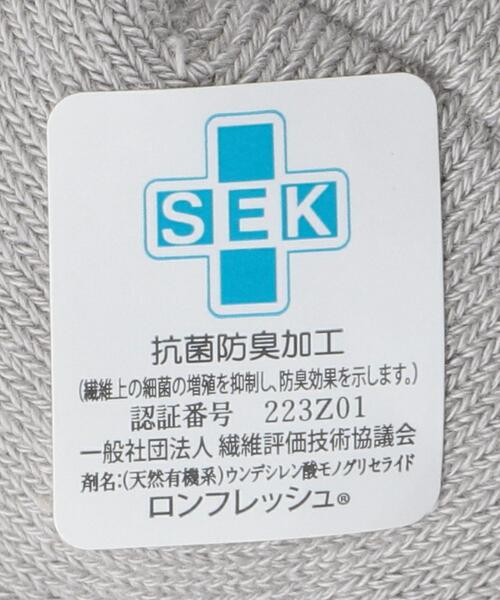 SEK
抗菌防臭加工
(繊維上の細菌の増殖を抑制し、防臭効果を示します。)
認証番号 223Z01
一般社団法人 繊維評価技術協議会
剤名:(天然有機系)ウンデシレン酸モノグリセライド
ロンフレッシュ®